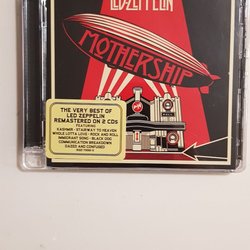 LED-ZEPPELIN
MOTHERSHIP
THE VERY BEST OF
LED ZEPPELIN
REMASTERED ON 2 CDs
FEATURING
KASHMIR · STAIRWAY TO HEAVEN
WHOLE LOTTA LOVE · ROCK AND ROLL
IMMIGRANT SONG · BLACK DOG
COMMUNICATION BREAKDOWN
DAZED AND CONFUSED